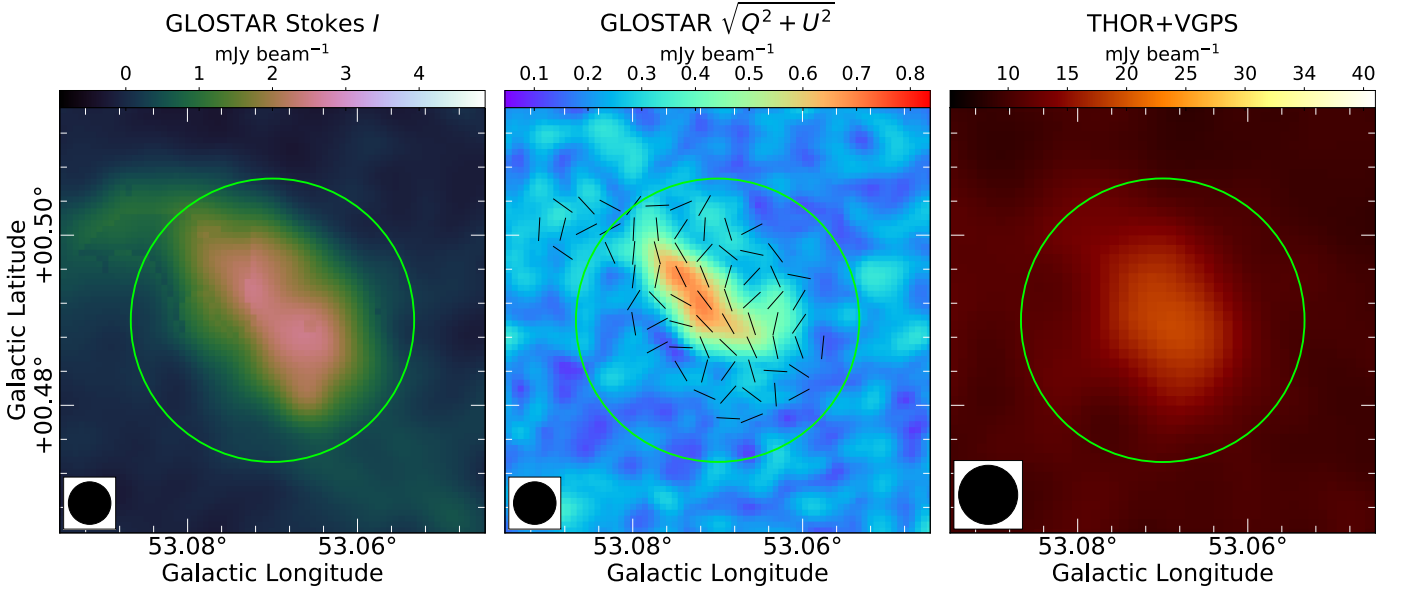 GLOSTAR Stokes I
mJy beam⁻¹
0 1 2 3 4
GLOSTAR √Q² + U²
mJy beam⁻¹
0.1 0.2 0.3 0.4 0.5 0.6 0.7 0.8
THOR+VGPS
mJy beam⁻¹
10 15 20 25 30 34 40
Galactic Latitude
+00.50°
+00.48°
53.08° 53.06°
Galactic Longitude
53.08° 53.06°
Galactic Longitude
53.08° 53.06°
Galactic Longitude